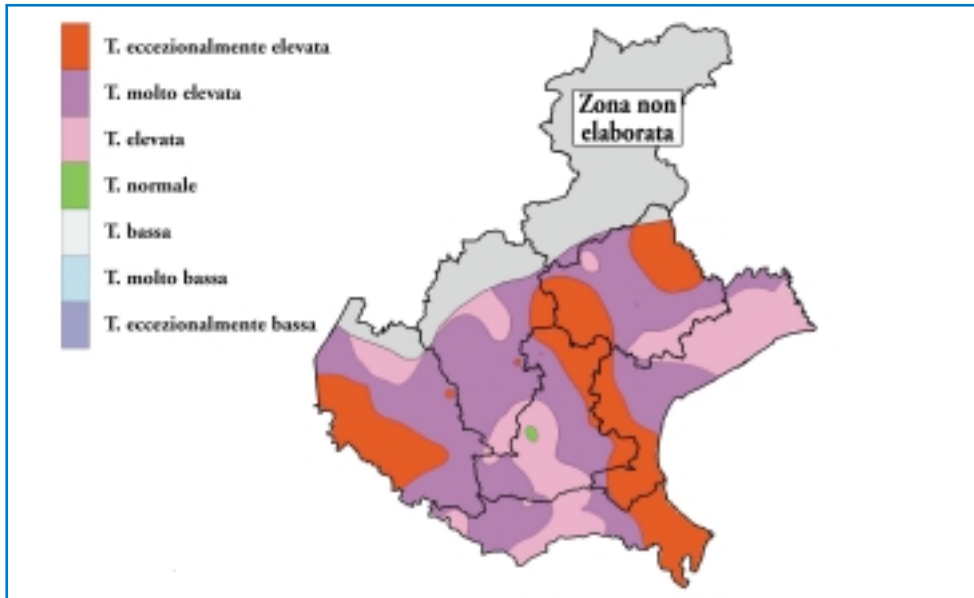 T. eccezionalmente elevata
T. molto elevata
T. elevata
T. normale
T. bassa
T. molto bassa
T. eccezionalmente bassa
Zona non
elaborata